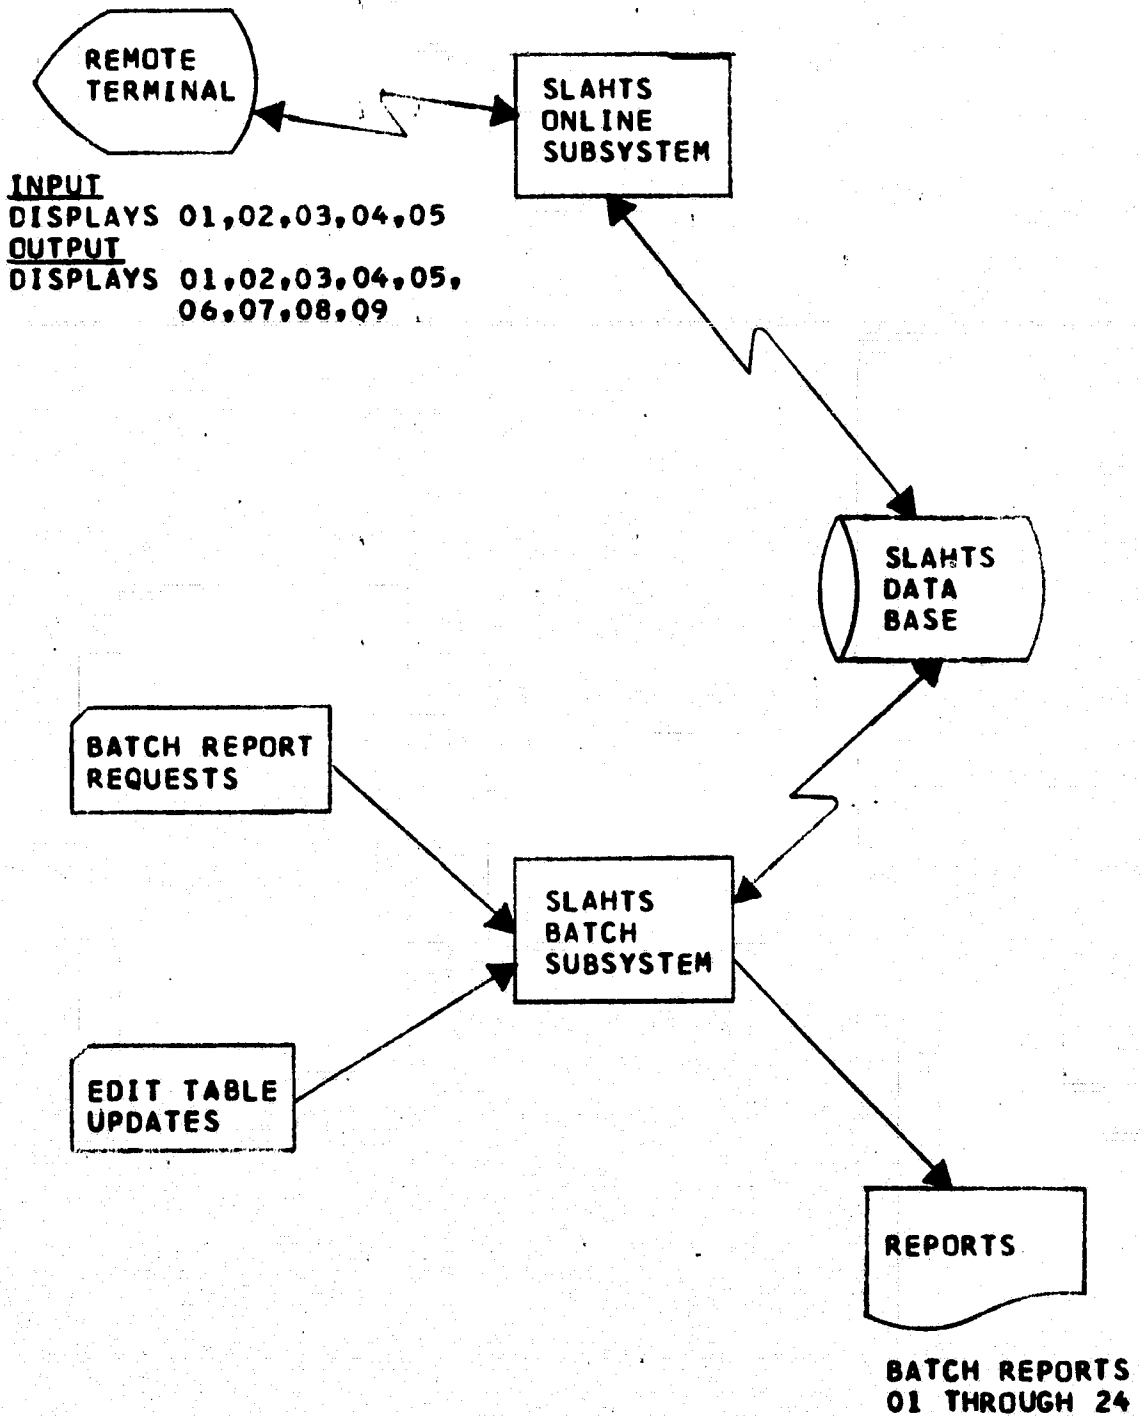 REMOTE
TERMINAL
SLAHTS
ONLINE
SUBSYSTEM
INPUT
DISPLAYS 01,02,03,04,05
OUTPUT
DISPLAYS 01,02,03,04,05,
06,07,08,09
SLAHTS
DATA
BASE
BATCH REPORT
REQUESTS
SLAHTS
BATCH
SUBSYSTEM
EDIT TABLE
UPDATES
REPORTS
BATCH REPORTS
01 THROUGH 24